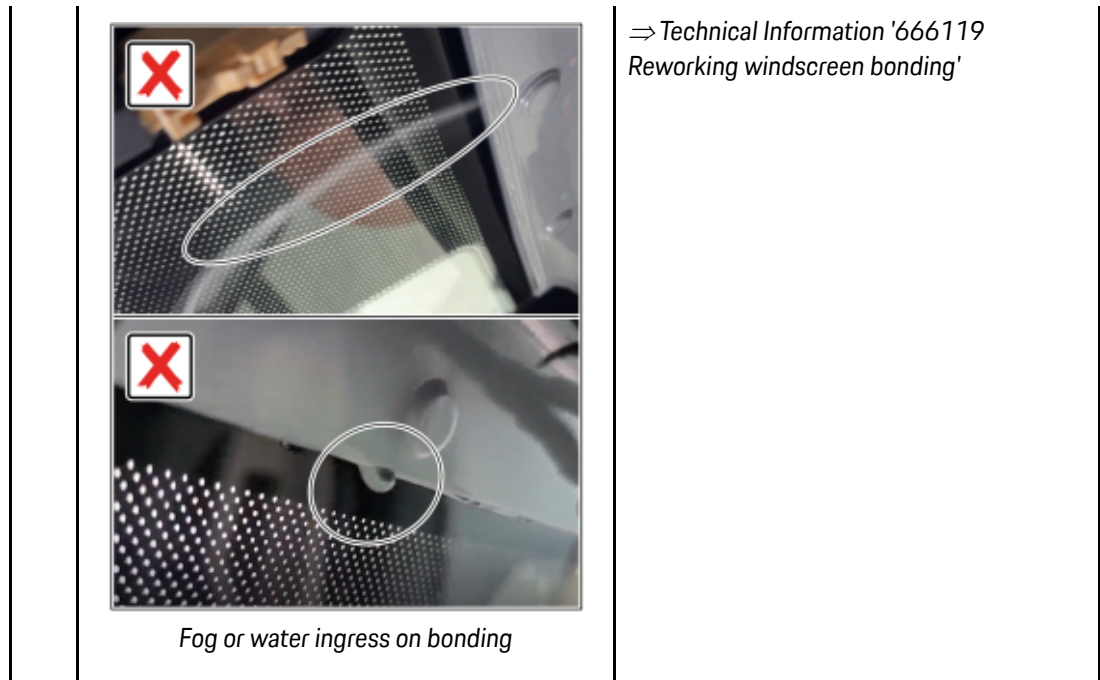 ⇒ Technical Information '666119
Reworking windscreen bonding'
Fog or water ingress on bonding